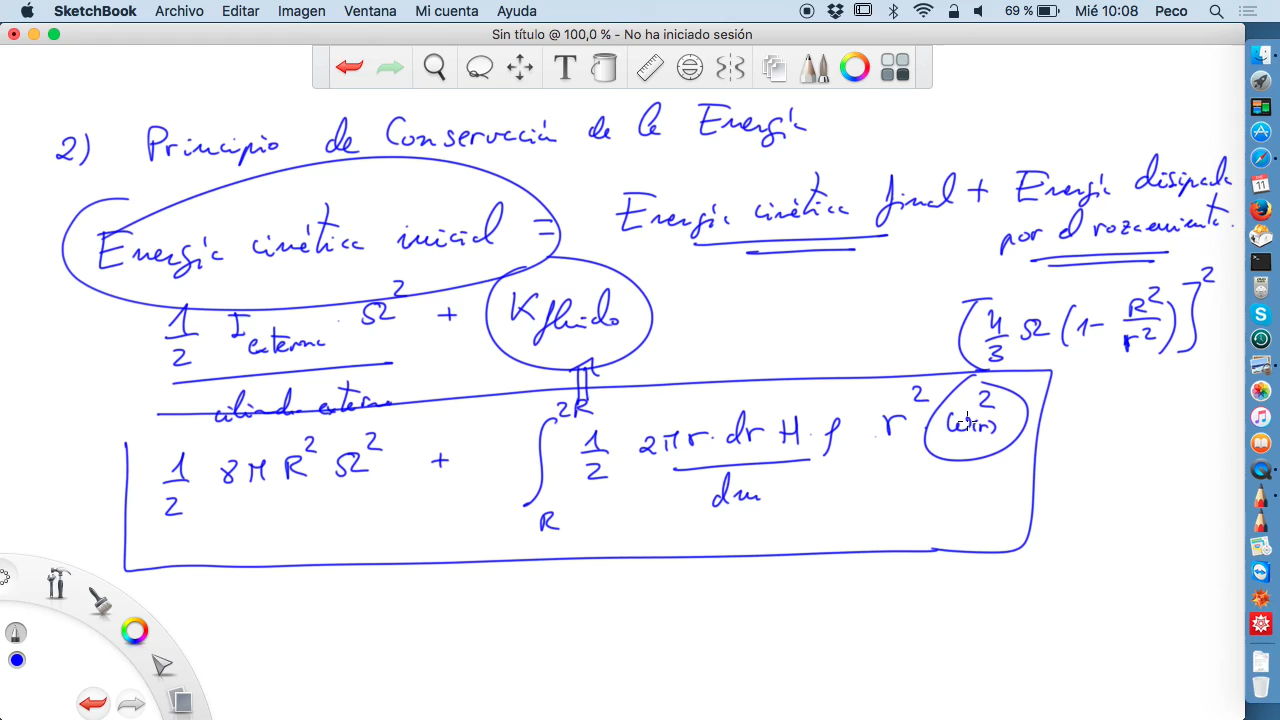 SketchBook Archivo Editar Imagen Ventana Mi cuenta Ayuda 69 % Mié 10:08 Peco
Sin título @ 100,0 % - No ha iniciado sesión
2) Principio de Conservación de la Energía
Energía cinética inicial = Energía cinética final + Energía disipada
por el rozamiento.
1/2 I externo · Ω² + K fluido
[4/3 Ω (1 - R²/r²)]²
cilindro externo
1/2 8π R² Ω² + ∫_R^{2R} 1/2 2πr · dr H · ρ · r² ω²(r)
dm